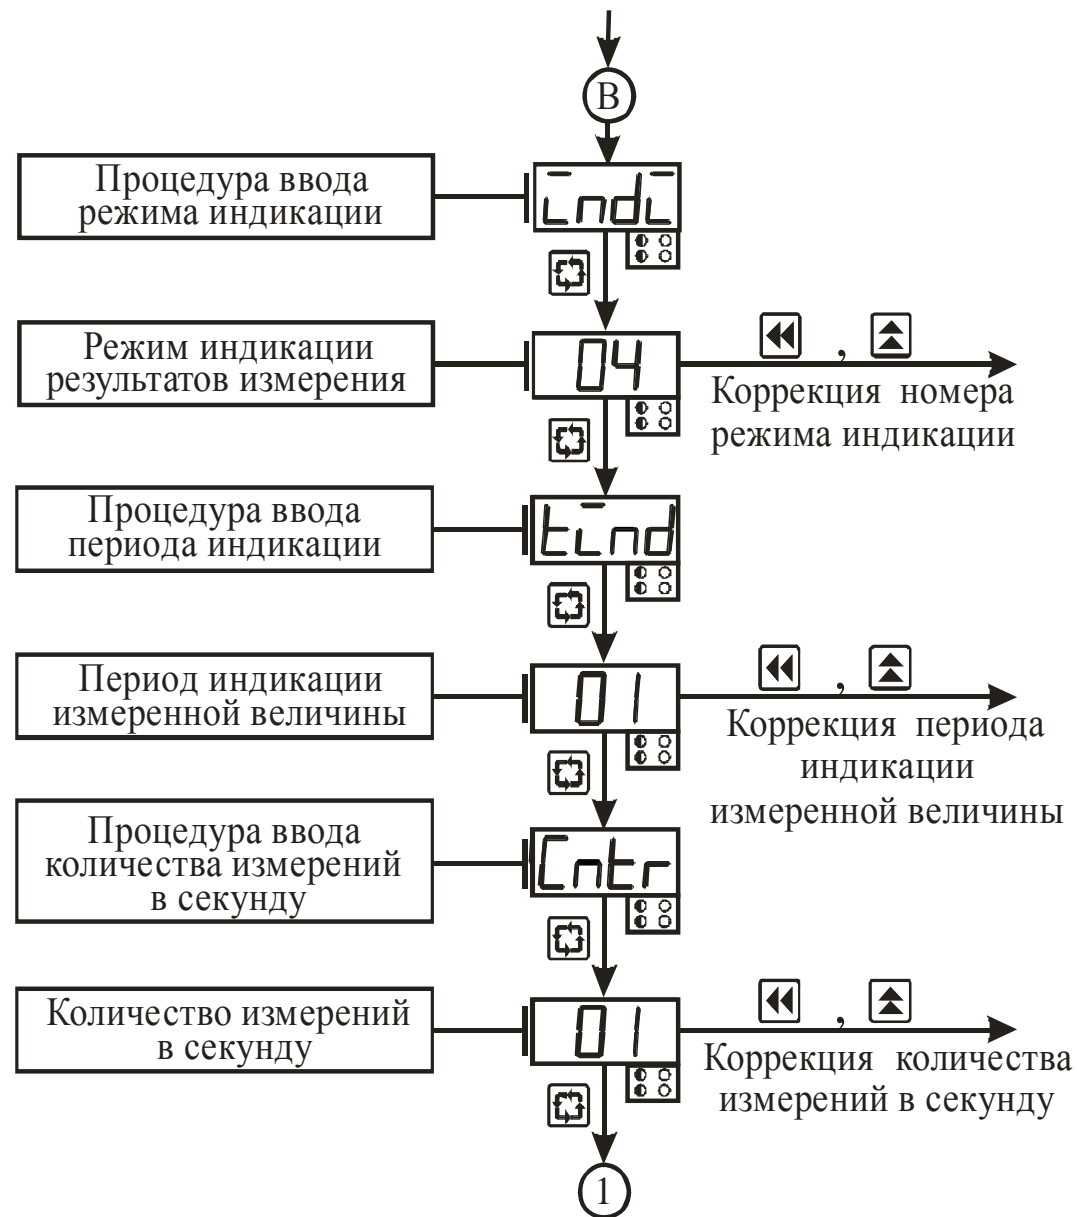 В
Процедура ввода
режима индикации
indi
Режим индикации
результатов измерения
04
,
Коррекция номера
режима индикации
Процедура ввода
периода индикации
tind
Период индикации
измеренной величины
01
,
Коррекция периода
индикации
измеренной величины
Процедура ввода
количества измерений
в секунду
Cntr
Количество измерений
в секунду
01
,
Коррекция количества
измерений в секунду
1